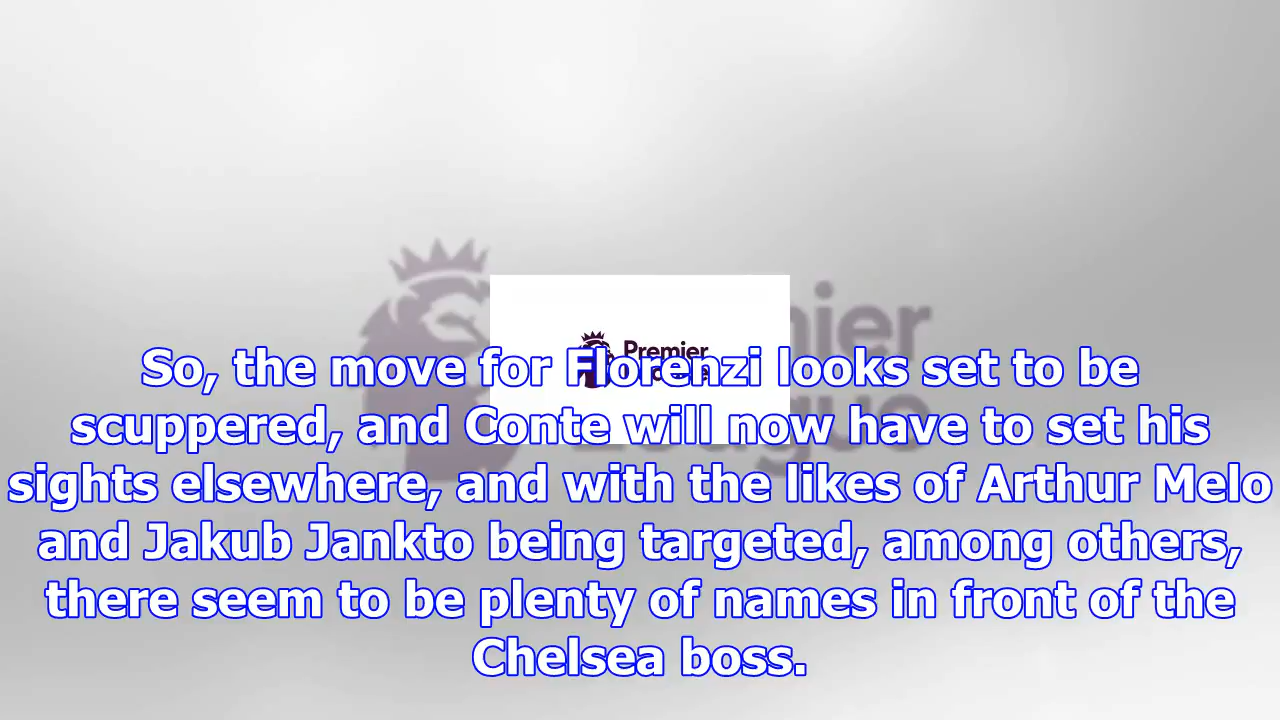 Premier
So, the move for Florenzi looks set to be
scuppered, and Conte will now have to set his
sights elsewhere, and with the likes of Arthur Melo
and Jakub Jankto being targeted, among others,
there seem to be plenty of names in front of the
Chelsea boss.